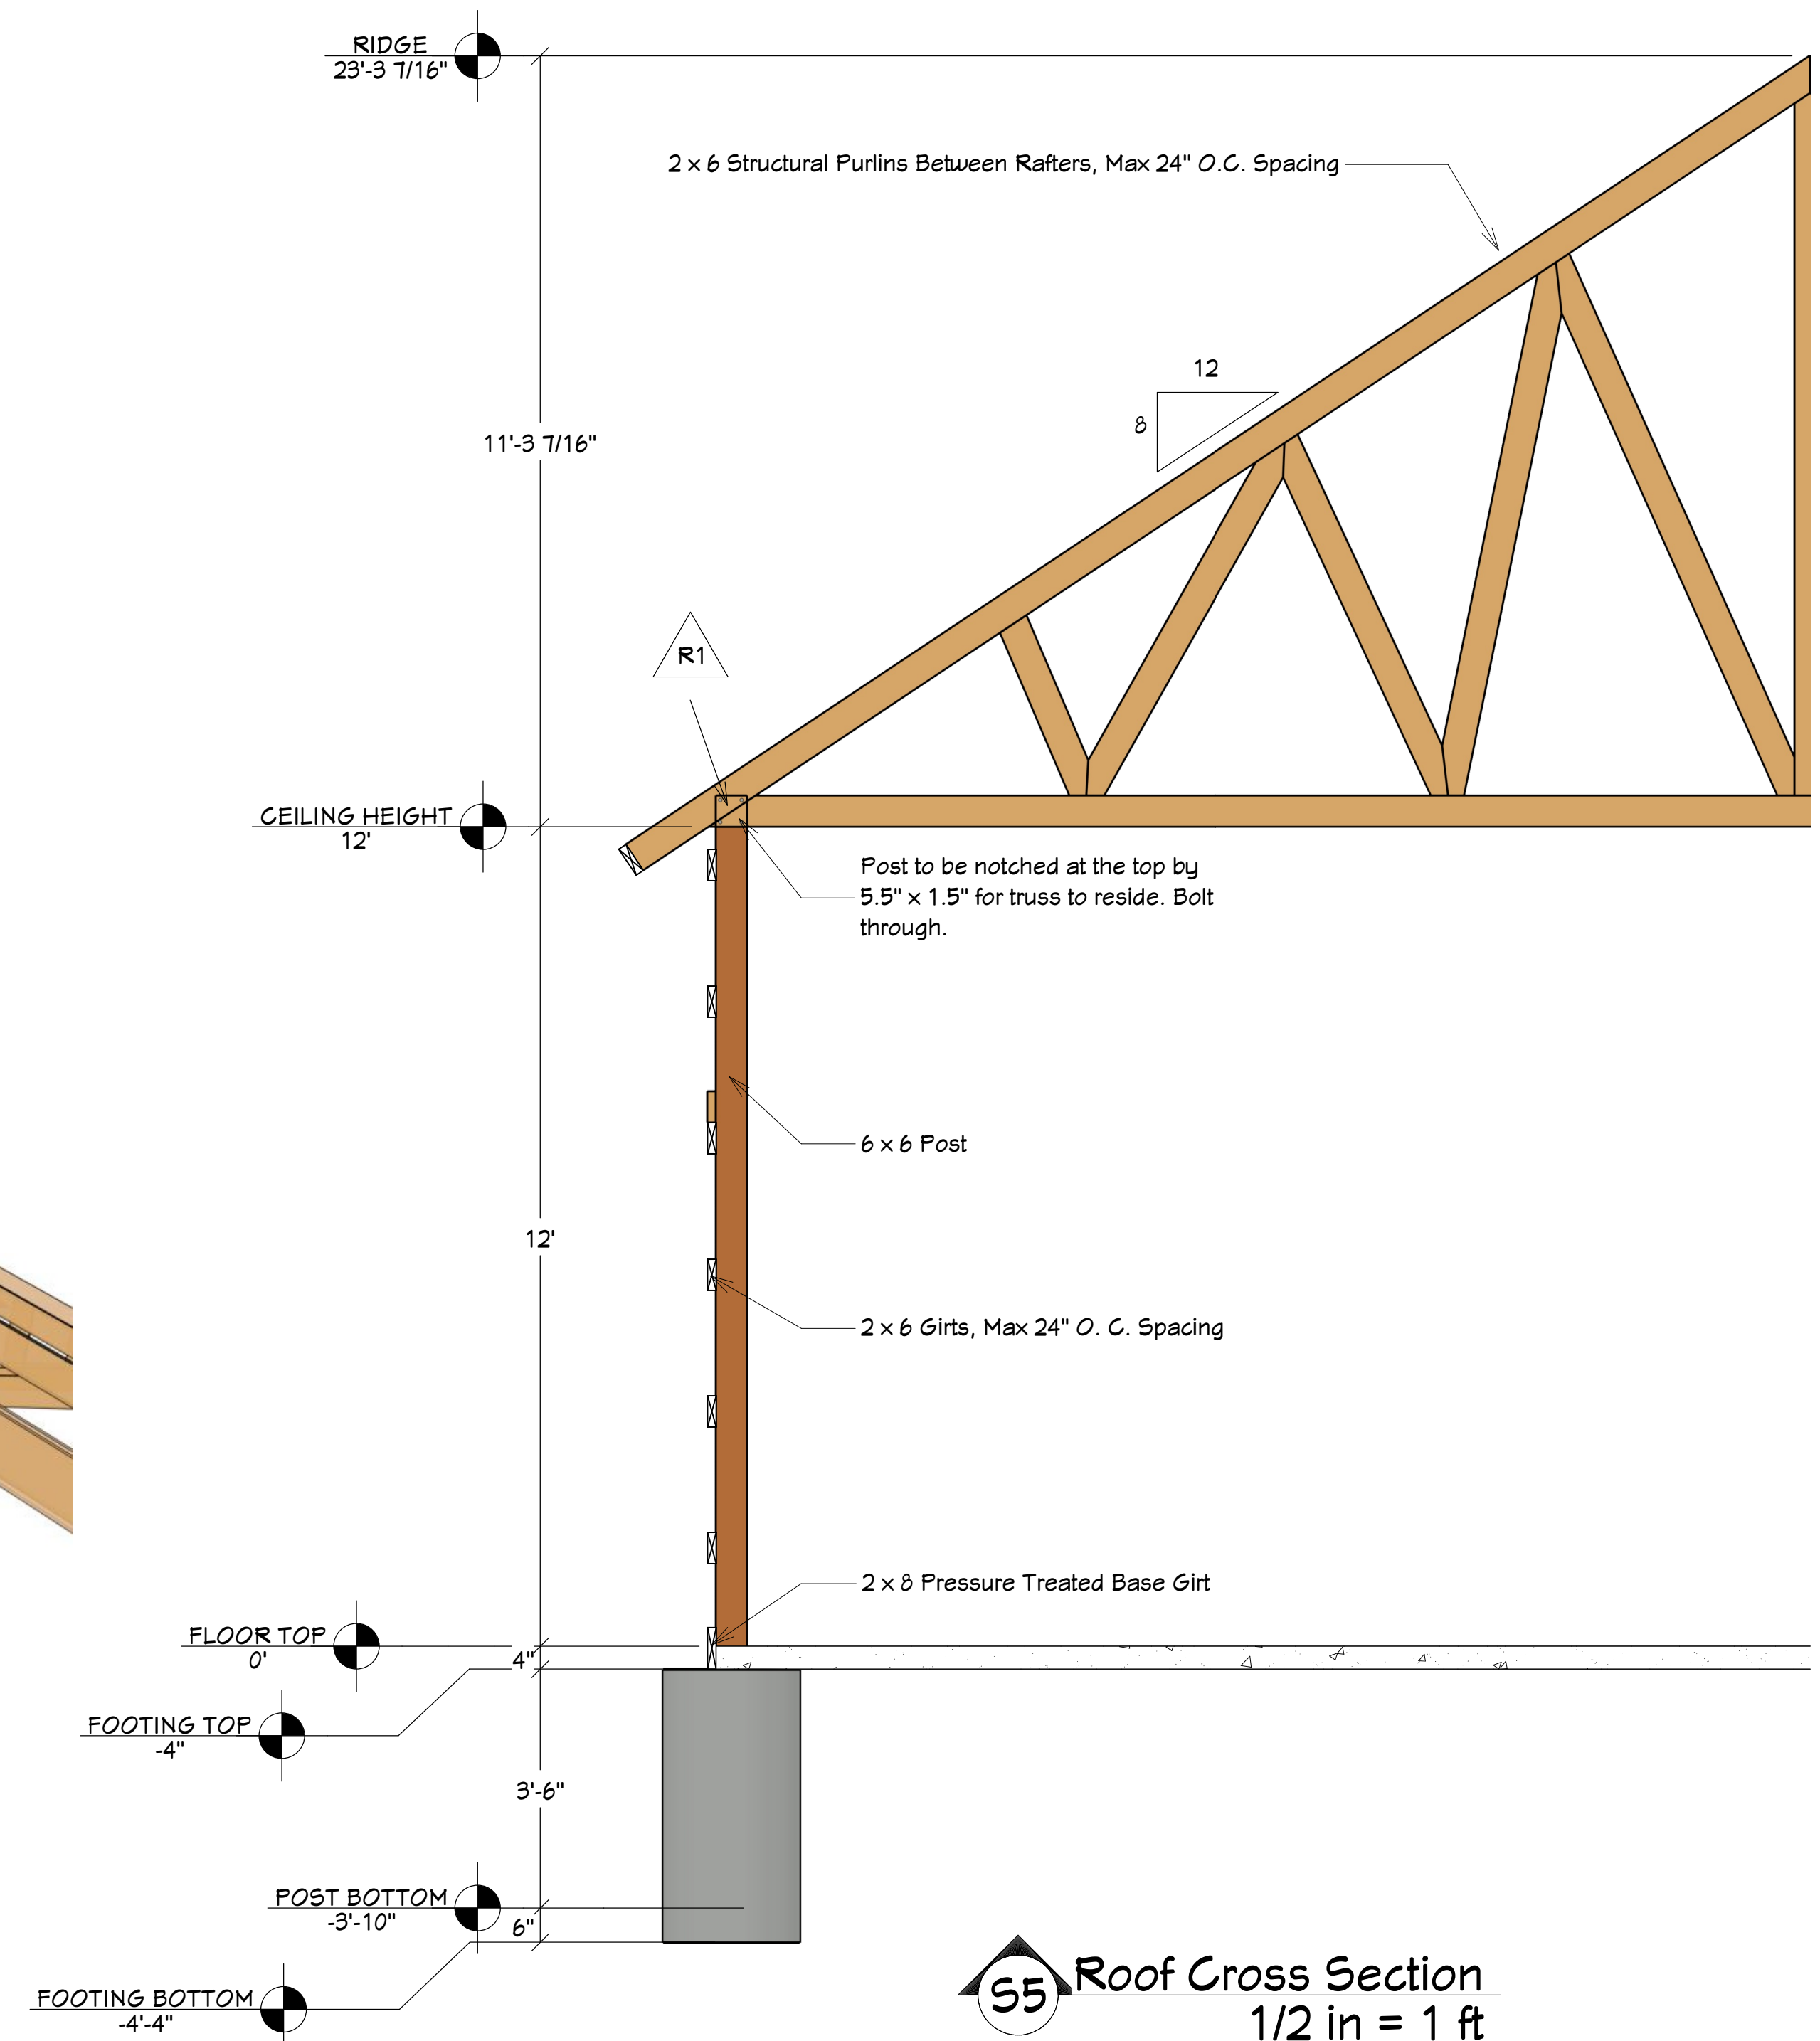 RIDGE
23'-3 7/16"
2 x 6 Structural Purlins Between Rafters, Max 24" O.C. Spacing
12
8
11'-3 7/16"
R1
CEILING HEIGHT
12'
Post to be notched at the top by
5.5" x 1.5" for truss to reside. Bolt
through.
6 x 6 Post
12'
2 x 6 Girts, Max 24" O. C. Spacing
2 x 8 Pressure Treated Base Girt
FLOOR TOP
0'
4"
FOOTING TOP
-4"
3'-6"
POST BOTTOM
-3'-10"
6"
FOOTING BOTTOM
-4'-4"
S5
Roof Cross Section
1/2 in = 1 ft